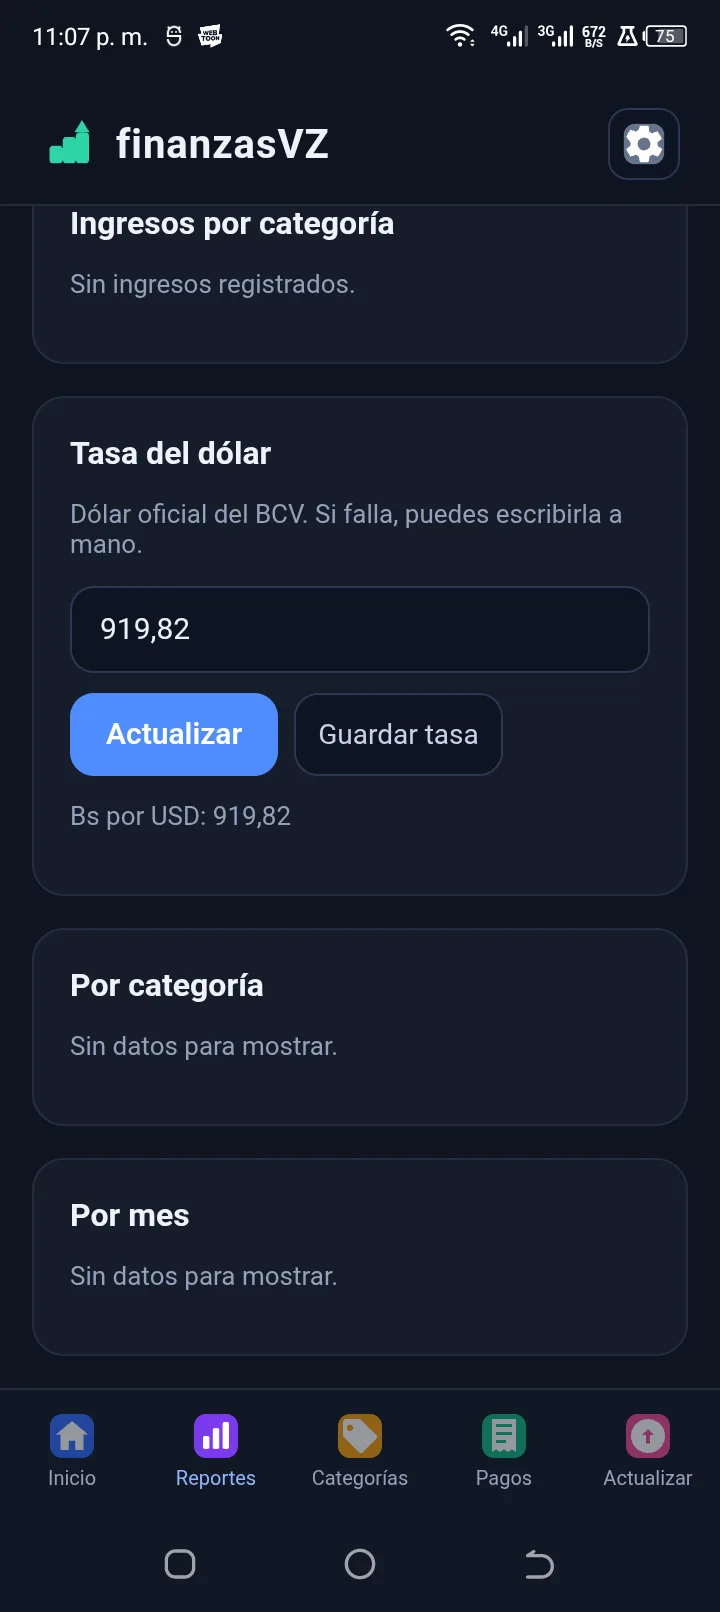 11:07 p. m.
WEB
TOON
4G
3G
672
B/S
75
finanzasVZ
Ingresos por categoría
Sin ingresos registrados.
Tasa del dólar
Dólar oficial del BCV. Si falla, puedes escribirla a
mano.
919,82
Actualizar
Guardar tasa
Bs por USD: 919,82
Por categoría
Sin datos para mostrar.
Por mes
Sin datos para mostrar.
Inicio
Reportes
Categorías
Pagos
Actualizar